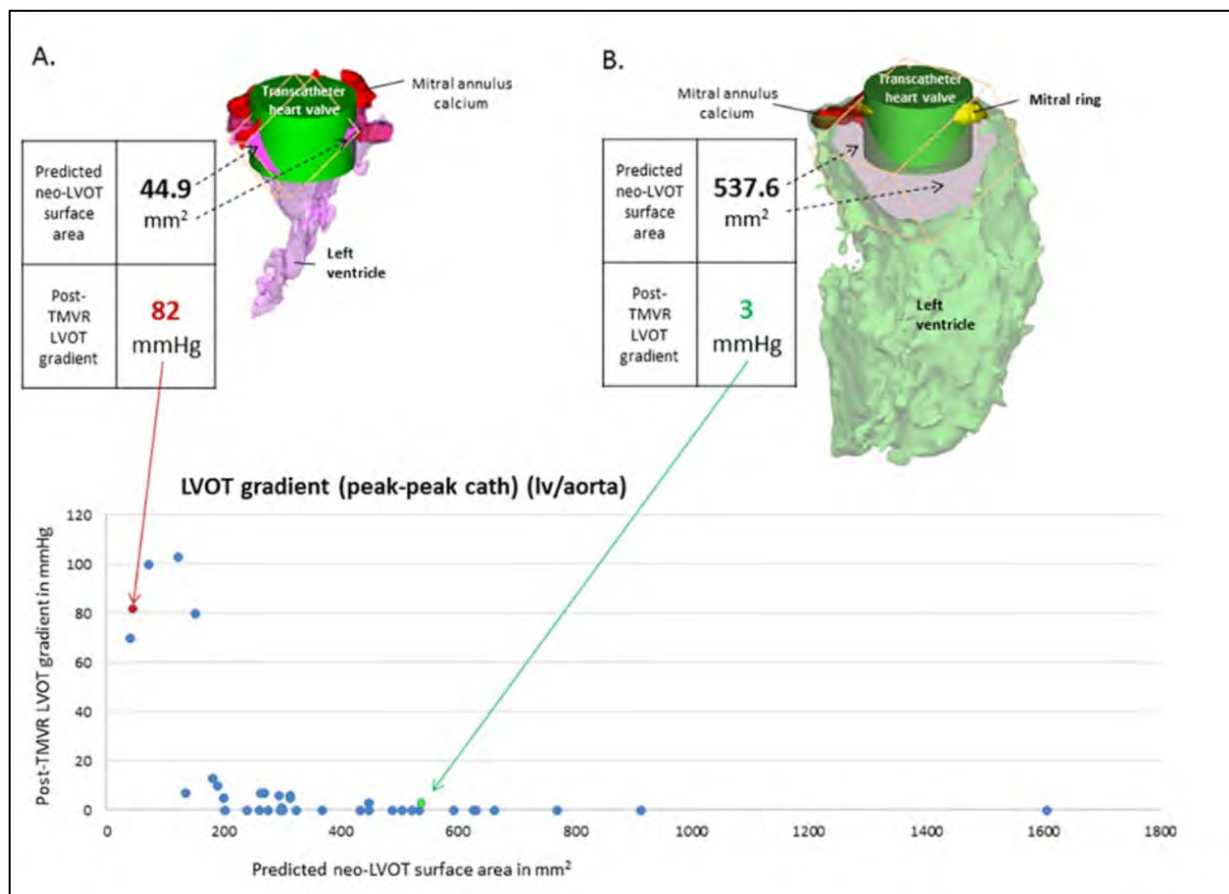 A.
Transcatheter
heart valve
Mitral annulus
calcium
Predicted
neo-LVOT
surface
area
44.9
mm²
Post-
TMVR
LVOT
gradient
82
mmHg
Left
ventricle
B.
Transcatheter
heart valve
Mitral annulus
calcium
Mitral ring
Predicted
neo-LVOT
surface
area
537.6
mm²
Post-
TMVR
LVOT
gradient
3
mmHg
Left
ventricle
LVOT gradient (peak-peak cath) (lv/aorta)
Post-TMVR LVOT gradient in mmHg
120
100
80
60
40
20
0
0 200 400 600 800 1000 1200 1400 1600 1800
Predicted neo-LVOT surface area in mm²